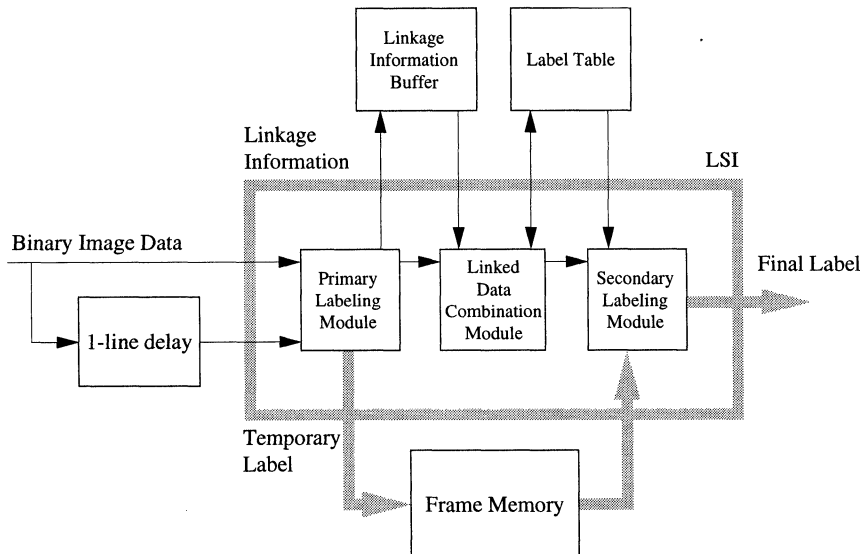 Linkage
Information
Buffer
Label Table
Linkage
Information
LSI
Binary Image Data
Primary
Labeling
Module
Linked
Data
Combination
Module
Secondary
Labeling
Module
Final Label
1-line delay
Temporary
Label
Frame Memory